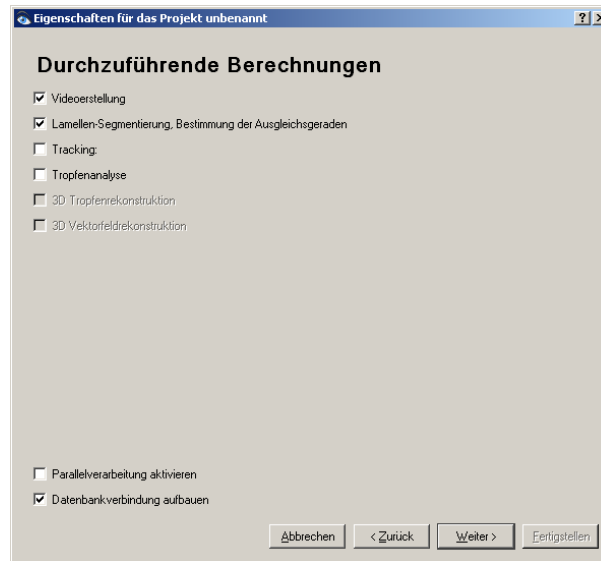 Eigenschaften für das Projekt unbenannt
Durchzuführende Berechnungen
Videoerstellung
Lamellen-Segmentierung, Bestimmung der Ausgleichsgeraden
Tracking:
Tropfenanalyse
3D Tropfenrekonstruktion
3D Vektorfeldrekonstruktion
Parallelverarbeitung aktivieren
Datenbankverbindung aufbauen
Abbrechen < Zurück Weiter > Fertigstellen